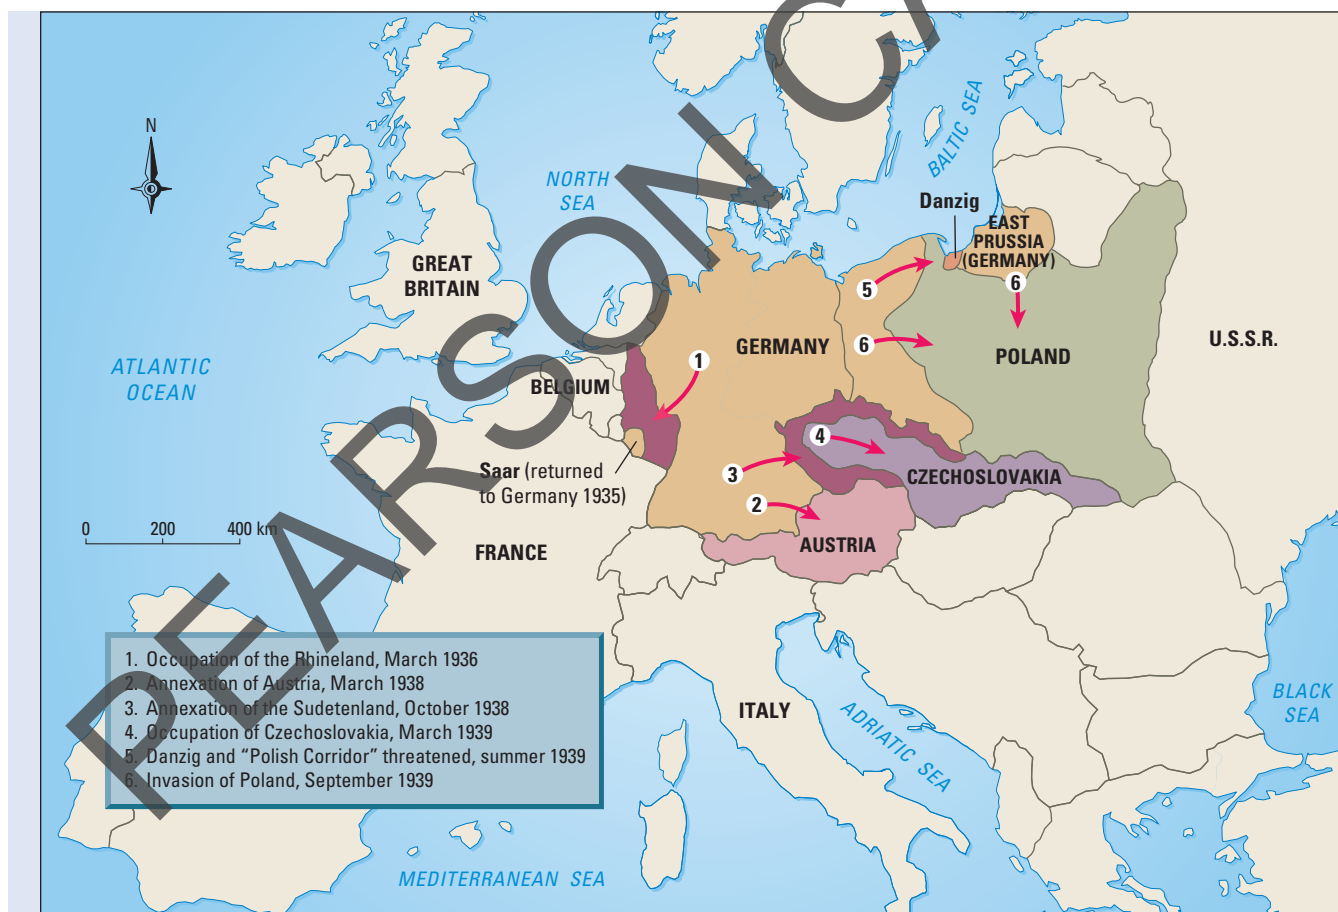 PEARSON CA
N
NORTH
SEA
BALTIC SEA
Danzig
EAST
PRUSSIA
(GERMANY)
GREAT
BRITAIN
5
6
GERMANY
6
POLAND
U.S.S.R.
ATLANTIC
OCEAN
1
BELGIUM
4
3
CZECHOSLOVAKIA
Saar (returned
to Germany 1935)
2
0 200 400 km
FRANCE
AUSTRIA
1. Occupation of the Rhineland, March 1936
2. Annexation of Austria, March 1938
3. Annexation of the Sudetenland, October 1938
4. Occupation of Czechoslovakia, March 1939
5. Danzig and “Polish Corridor” threatened, summer 1939
6. Invasion of Poland, September 1939
ITALY
ADRIATIC SEA
BLACK
SEA
MEDITERRANEAN SEA